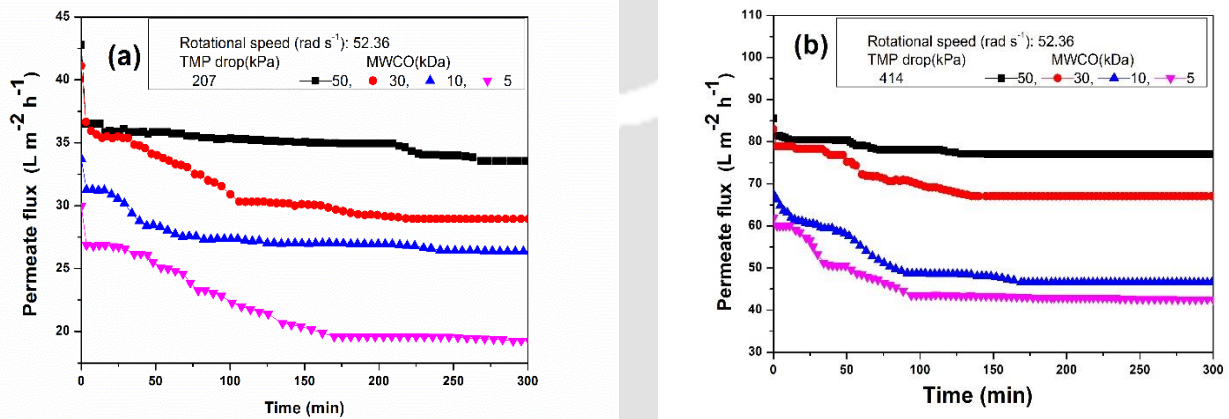 (a)
Rotational speed (rad s⁻¹): 52.36
TMP drop(kPa) MWCO(kDa)
207 50, 30, 10, 5
45
40
35
30
25
20
Permeate flux (L m⁻² h⁻¹)
0 50 100 150 200 250 300
Time (min)
(b)
Rotational speed (rad s⁻¹): 52.36
TMP drop(kPa) MWCO(kDa)
414 50, 30, 10, 5
110
100
90
80
70
60
50
40
30
Permeate flux (L m⁻² h⁻¹)
0 50 100 150 200 250 300
Time (min)